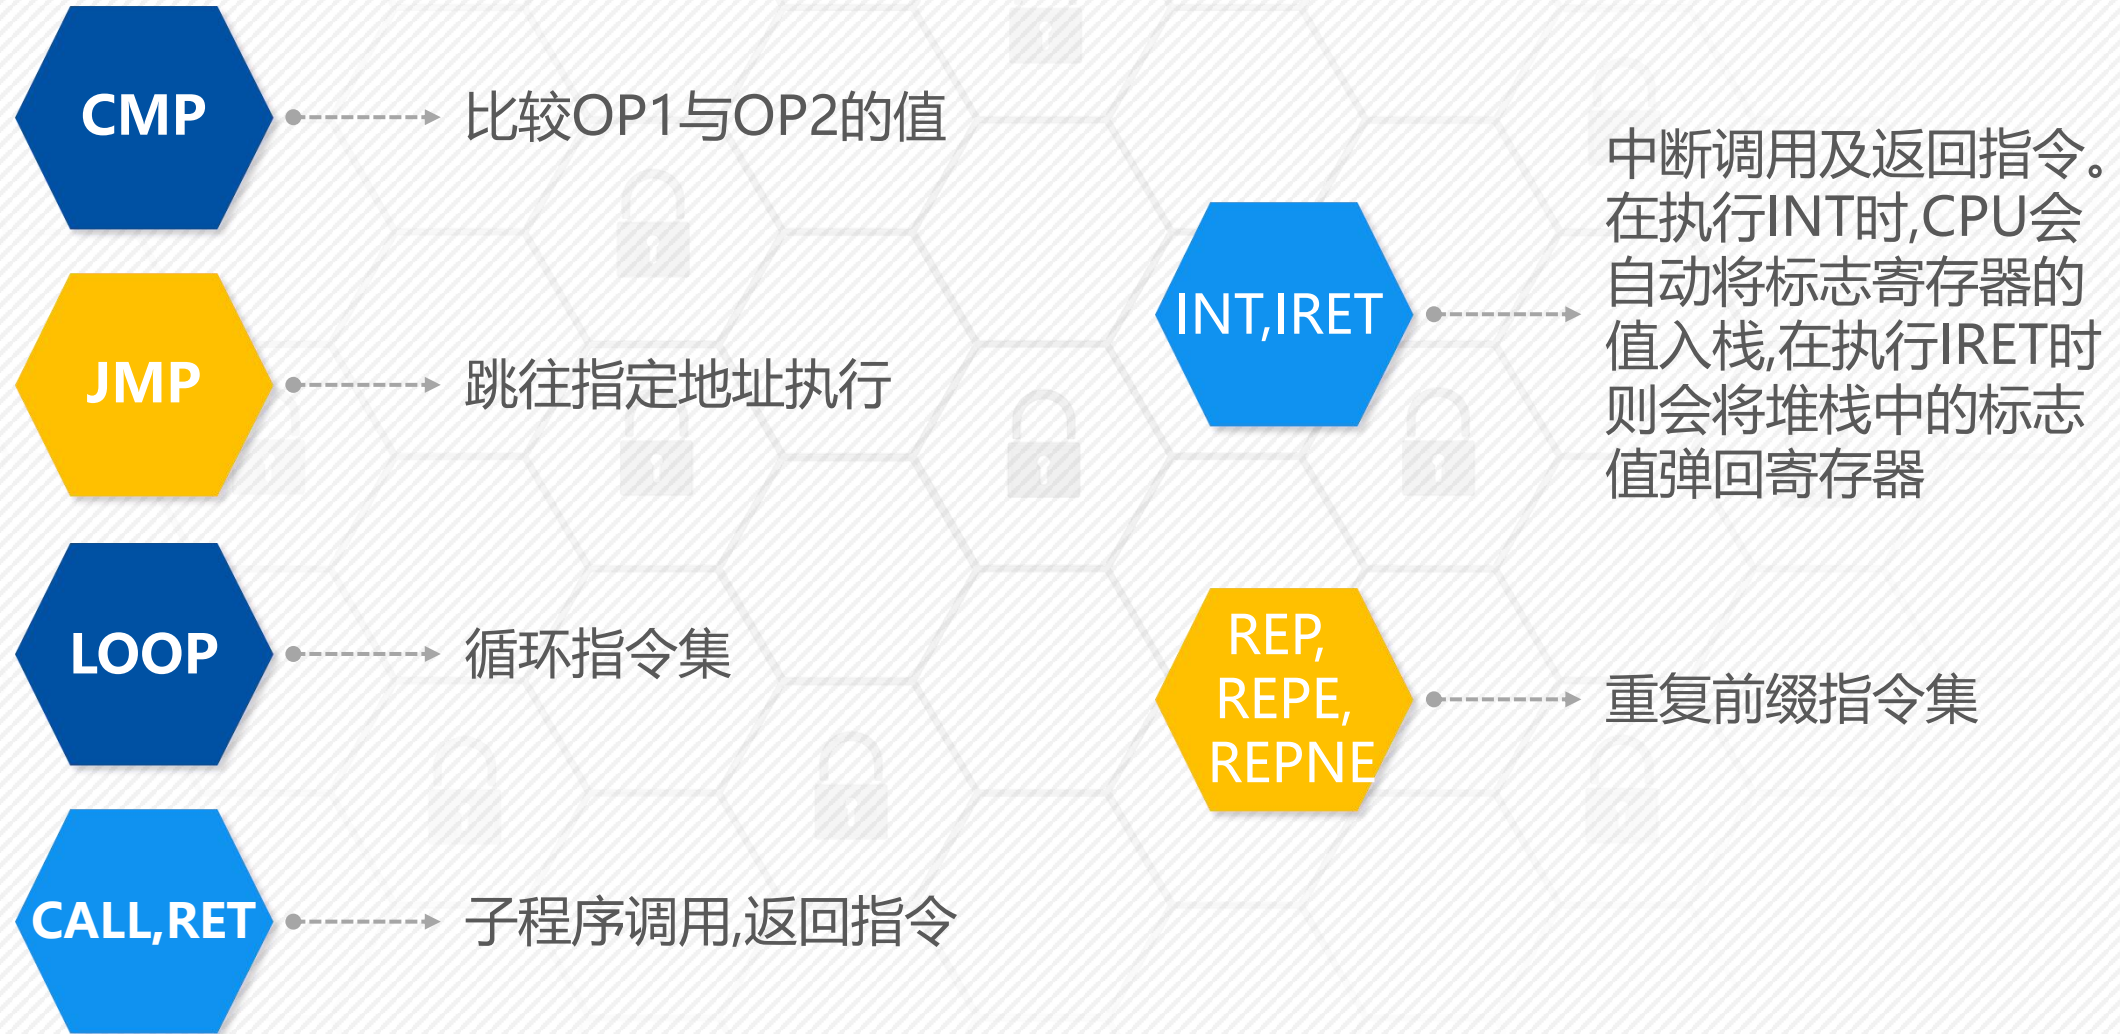 CMP
比较OP1与OP2的值
JMP
跳往指定地址执行
LOOP
循环指令集
CALL,RET
子程序调用,返回指令
INT,IRET
中断调用及返回指令。
在执行INT时,CPU会
自动将标志寄存器的
值入栈,在执行IRET时
则会将堆栈中的标志
值弹回寄存器
REP,
REPE,
REPNE
重复前缀指令集